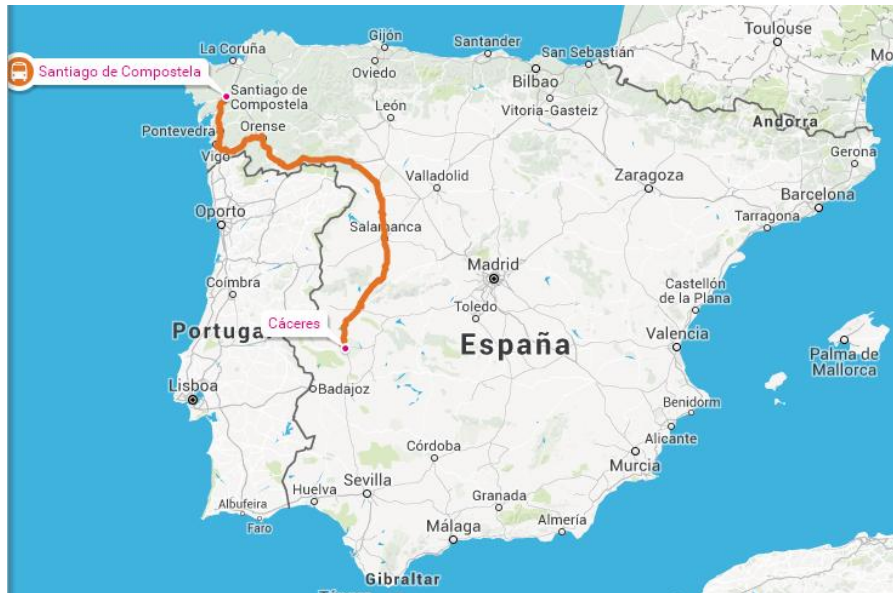 Gijón
Toulouse
La Coruña
Santander
San Sebastián
Mo
Oviedo
Bilbao
Santiago de Compostela
Santiago de
Compostela
León
Vitoria-Gasteiz
Andorra
Pontevedra
Orense
Gerona
Vigo
Valladolid
Zaragoza
Barcelona
Oporto
Tarragona
Salamanca
Madrid
Coímbra
Castellón
de la Plana
Toledo
Cáceres
Portugal
España
Valencia
Palma de
Mallorca
Lisboa
Badajoz
Benidorm
Alicante
Córdoba
Murcia
Huelva
Sevilla
Granada
Albufeira
Faro
Málaga
Almería
Gibraltar